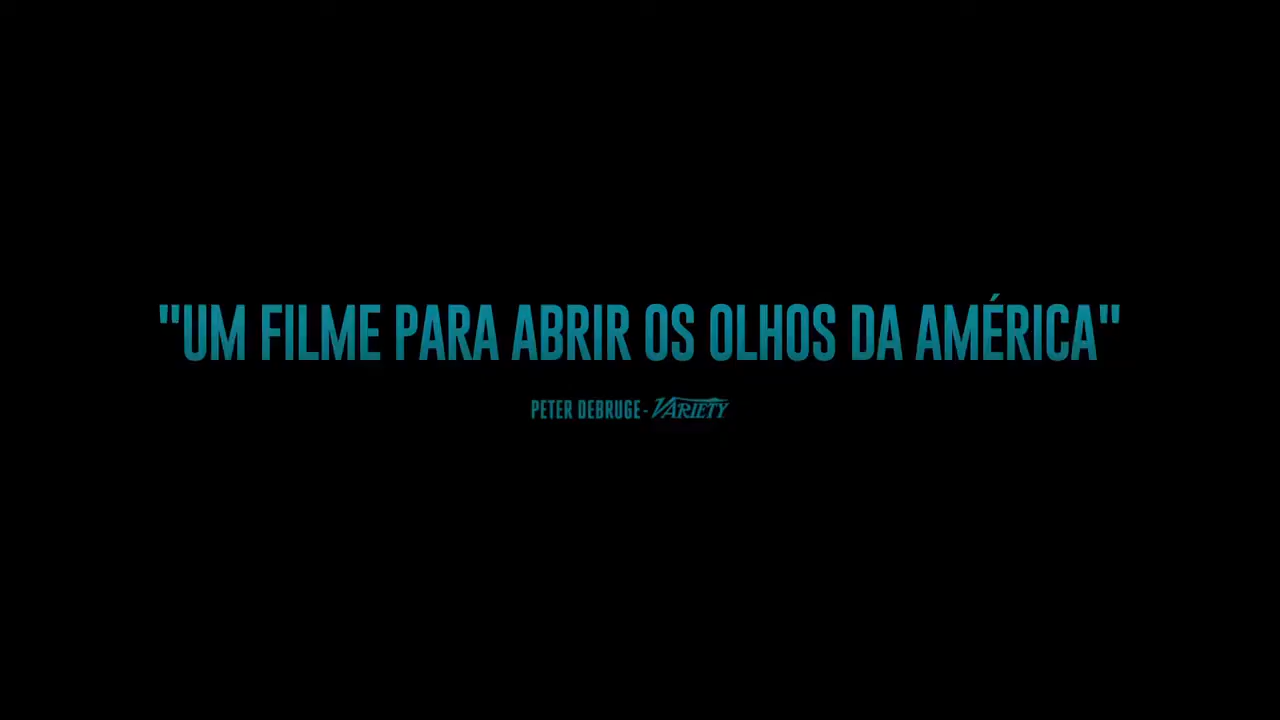 "UM FILME PARA ABRIR OS OLHOS DA AMÉRICA"
PETER DEBRUGE - VARIETY